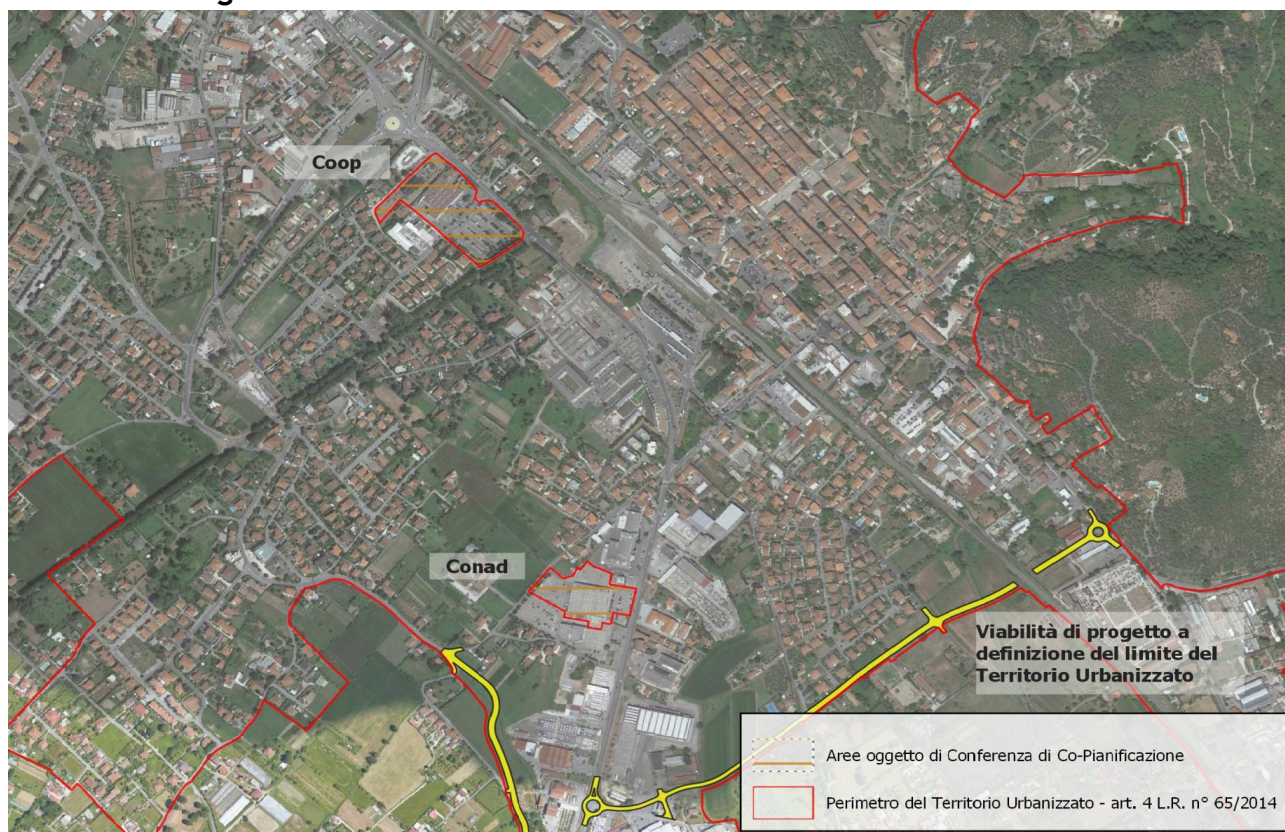 Coop
Conad
Viabilità di progetto a
definizione del limite del
Territorio Urbanizzato
Aree oggetto di Conferenza di Co-Pianificazione
Perimetro del Territorio Urbanizzato - art. 4 L.R. n° 65/2014